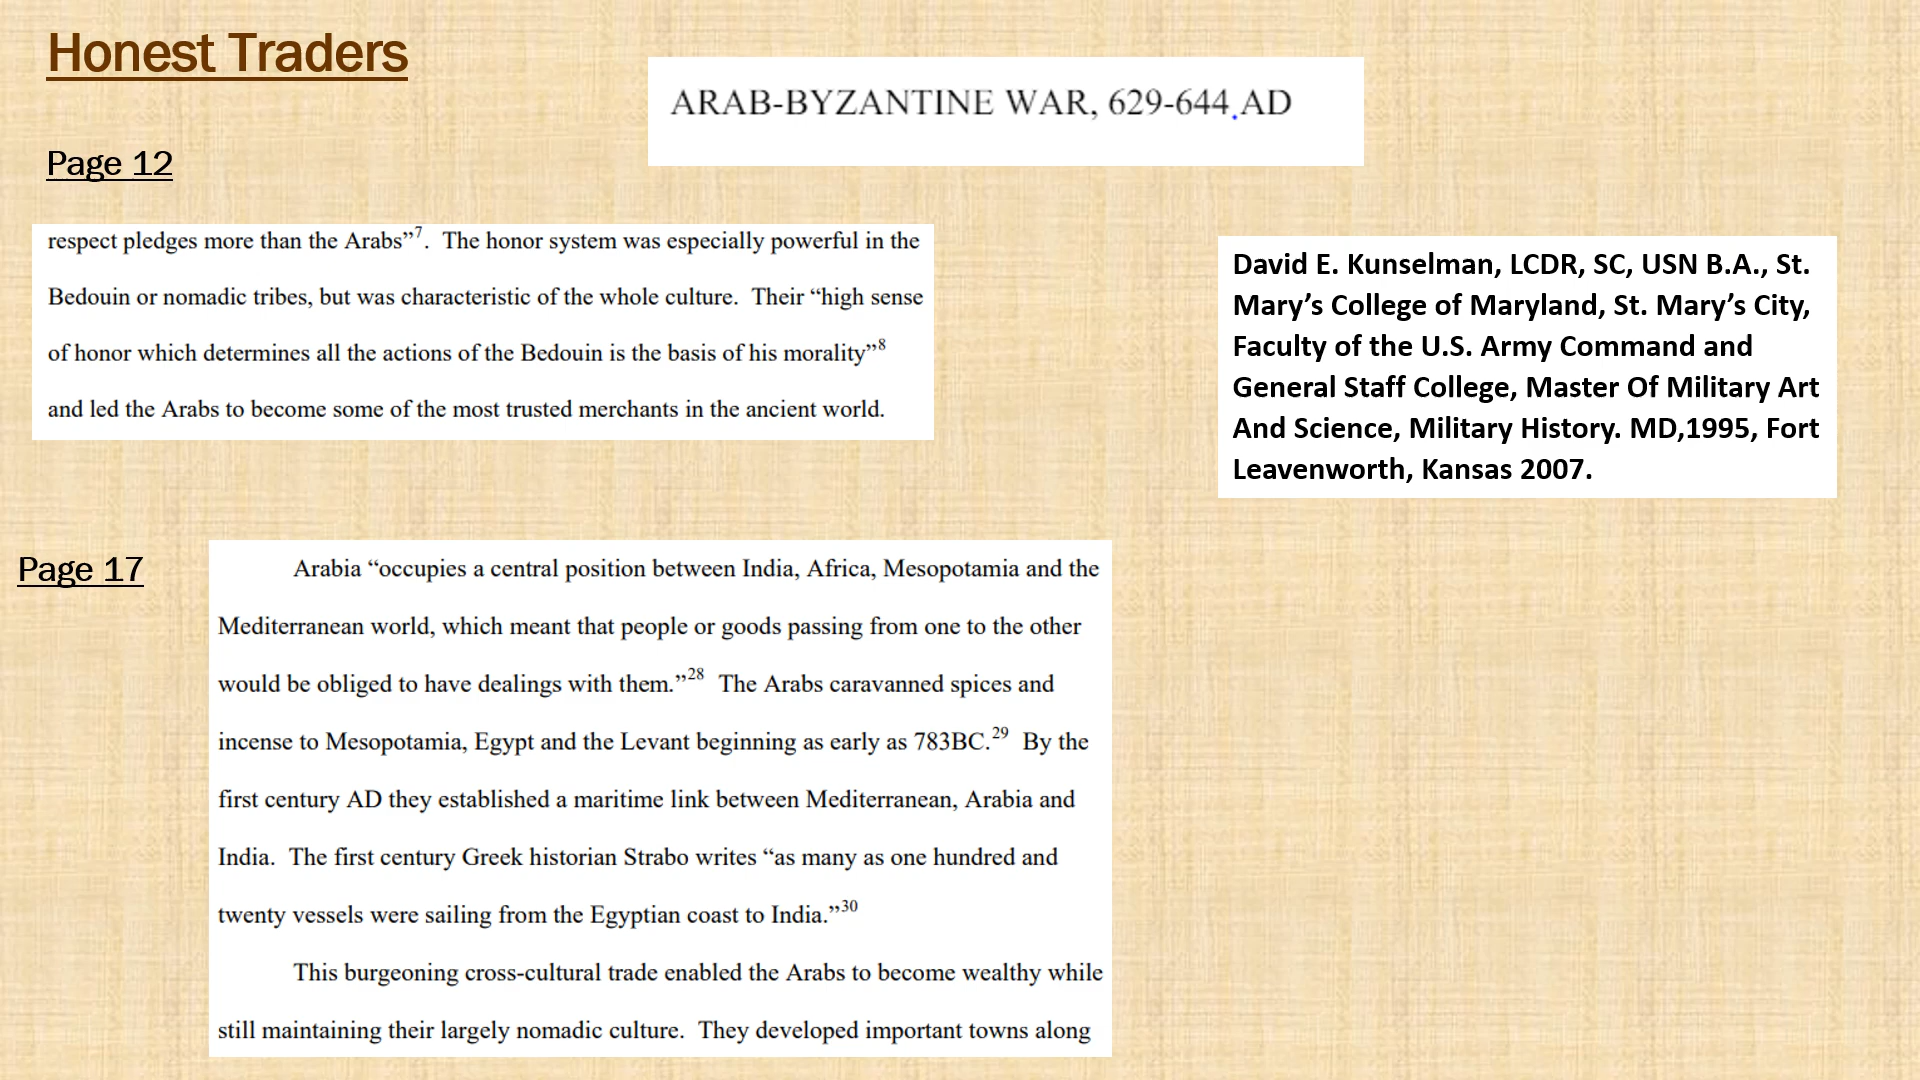 Honest Traders
ARAB-BYZANTINE WAR, 629-644 AD
Page 12
respect pledges more than the Arabs”7. The honor system was especially powerful in the
Bedouin or nomadic tribes, but was characteristic of the whole culture. Their “high sense
of honor which determines all the actions of the Bedouin is the basis of his morality”8
and led the Arabs to become some of the most trusted merchants in the ancient world.
David E. Kunselman, LCDR, SC, USN B.A., St.
Mary’s College of Maryland, St. Mary’s City,
Faculty of the U.S. Army Command and
General Staff College, Master Of Military Art
And Science, Military History. MD,1995, Fort
Leavenworth, Kansas 2007.
Page 17
Arabia “occupies a central position between India, Africa, Mesopotamia and the
Mediterranean world, which meant that people or goods passing from one to the other
would be obliged to have dealings with them.”28 The Arabs caravanned spices and
incense to Mesopotamia, Egypt and the Levant beginning as early as 783BC.29 By the
first century AD they established a maritime link between Mediterranean, Arabia and
India. The first century Greek historian Strabo writes “as many as one hundred and
twenty vessels were sailing from the Egyptian coast to India.”30
This burgeoning cross-cultural trade enabled the Arabs to become wealthy while
still maintaining their largely nomadic culture. They developed important towns along